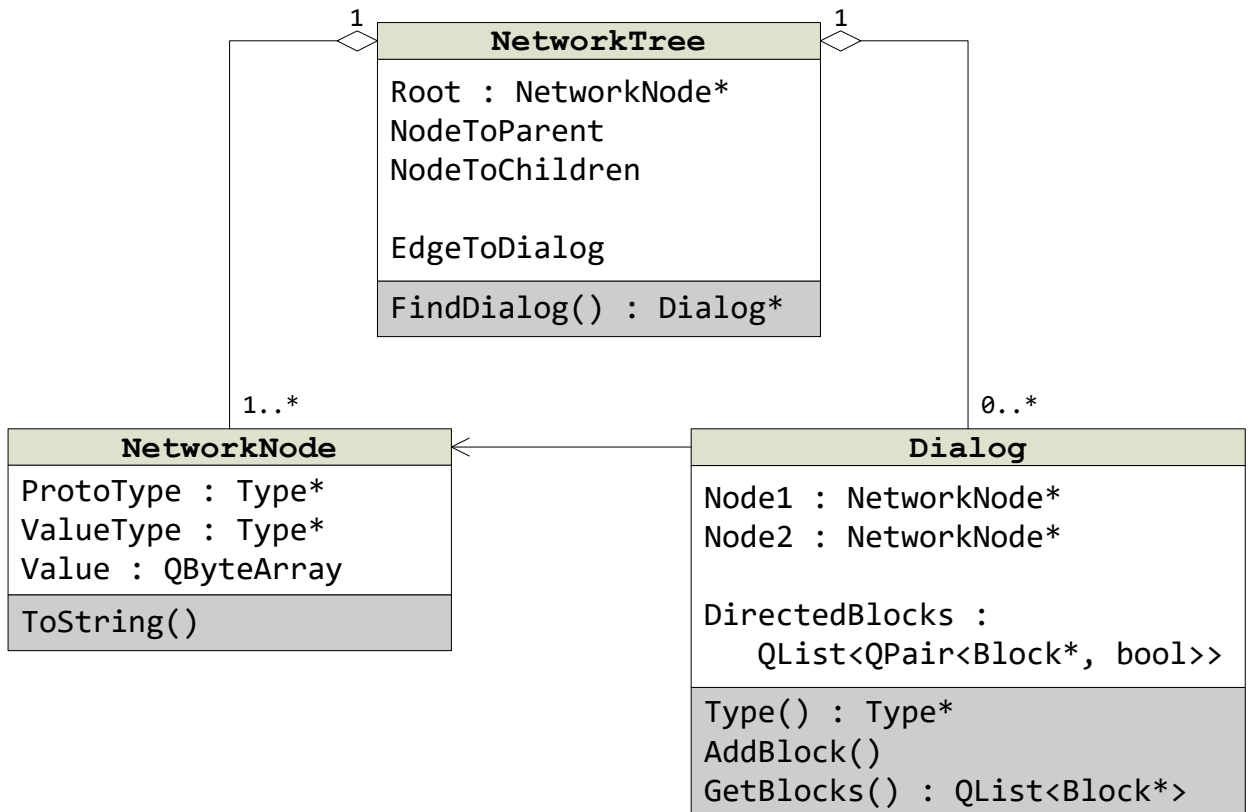 1
1
NetworkTree
Root : NetworkNode*
NodeToParent
NodeToChildren
EdgeToDialog
FindDialog() : Dialog*
1..*
0..*
NetworkNode
ProtoType : Type*
ValueType : Type*
Value : QByteArray
ToString()
Dialog
Node1 : NetworkNode*
Node2 : NetworkNode*
DirectedBlocks :
QList<QPair<Block*, bool>>
Type() : Type*
AddBlock()
GetBlocks() : QList<Block*>